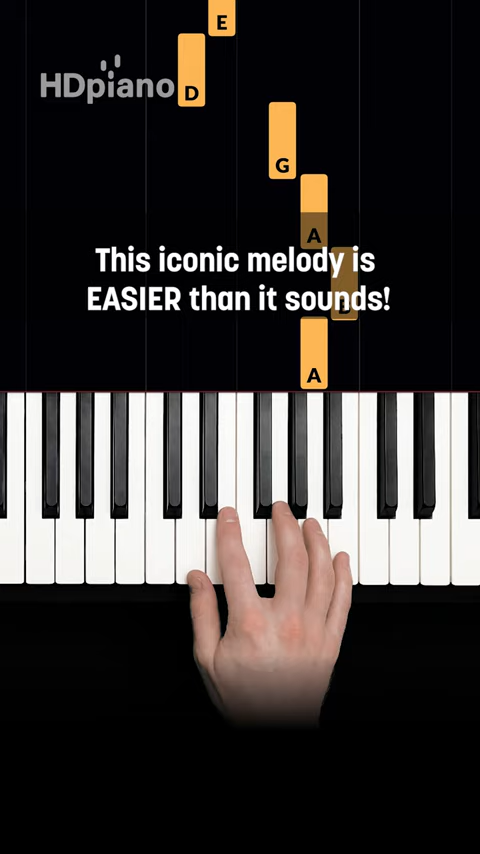 E
HDpiano
D
G
A
This iconic melody is
EASIER than it sounds!
A